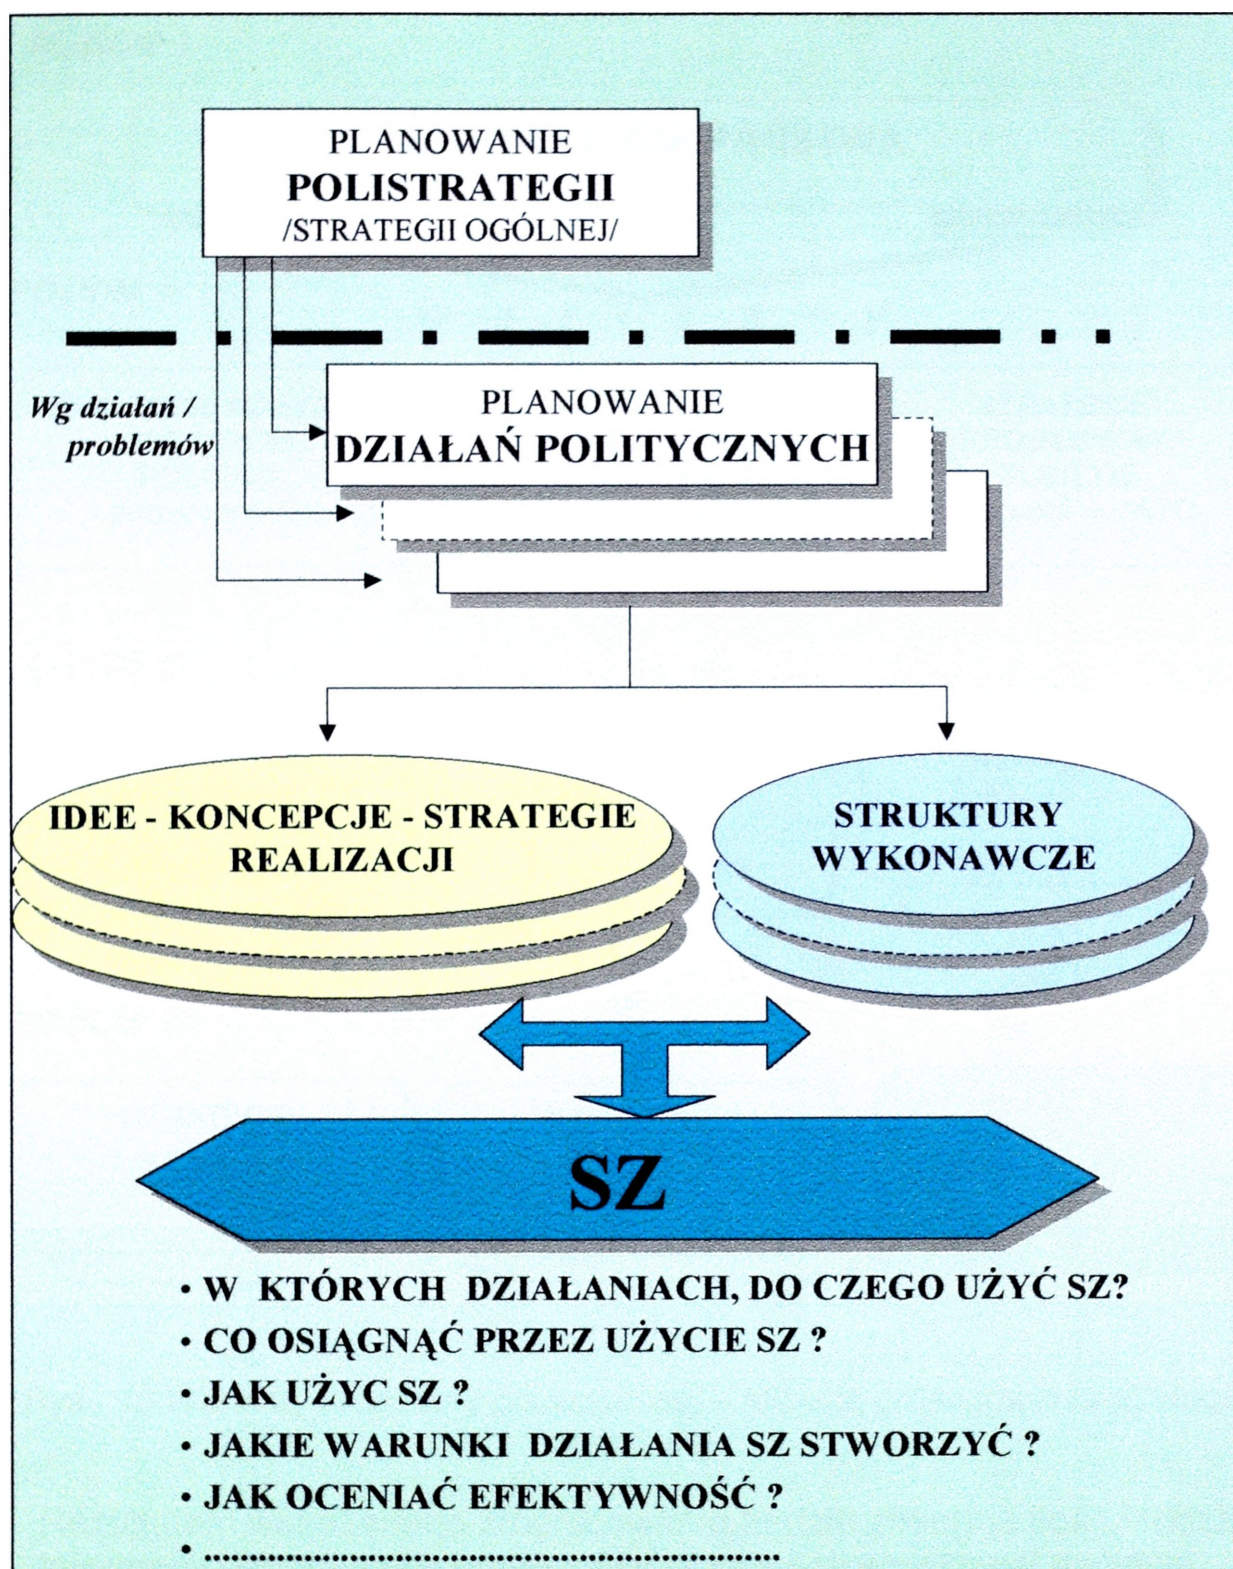 PLANOWANIE
POLISTRATEGII
/STRATEGII OGÓLNEJ/
Wg działań /
problemów
PLANOWANIE
DZIAŁAŃ POLITYCZNYCH
IDEE - KONCEPCJE - STRATEGIE
REALIZACJI
STRUKTURY
WYKONAWCZE
SZ
• W KTÓRYCH DZIAŁANIACH, DO CZEGO UŻYĆ SZ?
• CO OSIĄGNĄĆ PRZEZ UŻYCIE SZ ?
• JAK UŻYC SZ ?
• JAKIE WARUNKI DZIAŁANIA SZ STWORZYĆ ?
• JAK OCENIAĆ EFEKTYWNOŚĆ ?
• ......................................................